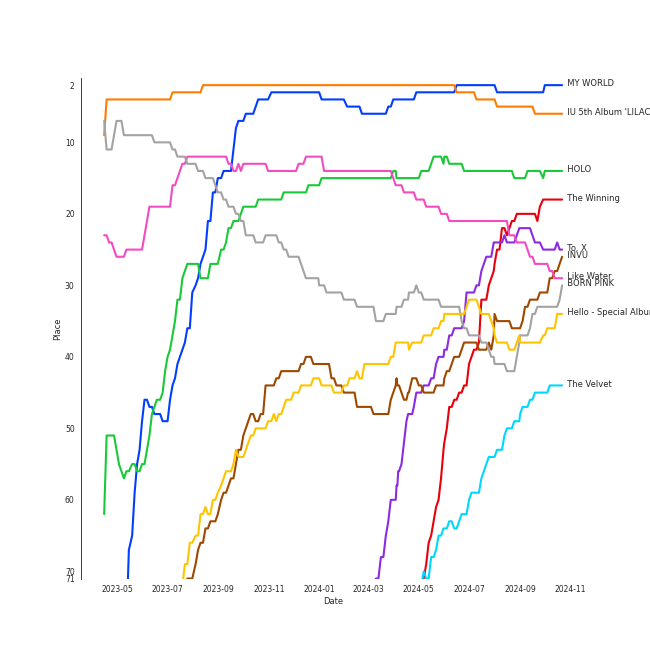 2
10
20
30
40
50
60
70
71
Place
2023-05
2023-07
2023-09
2023-11
2024-01
2024-03
2024-05
2024-07
2024-09
2024-11
Date
MY WORLD
IU 5th Album 'LILAC
HOLO
The Winning
To. X
INVU
Like Water
BORN PINK
Hello - Special Albu
The Velvet